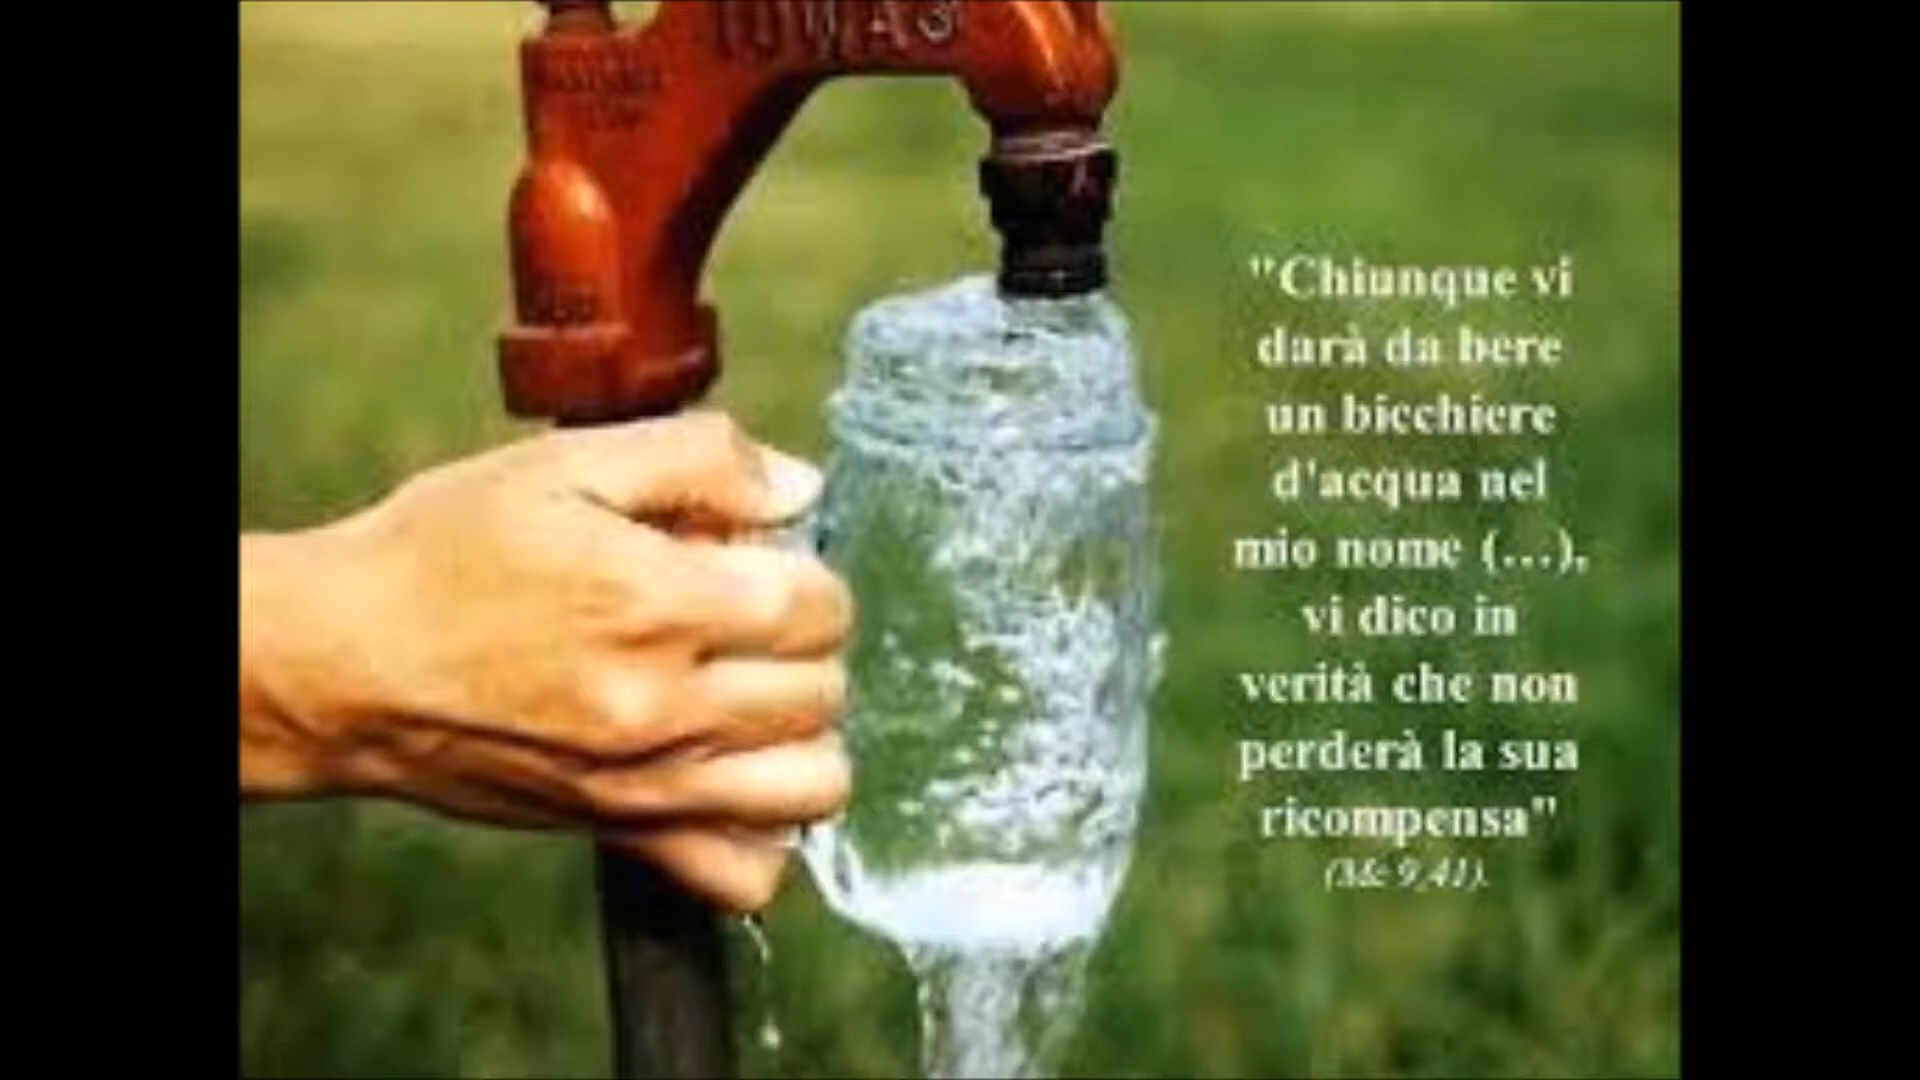 "Chiunque vi
darà da bere
un bicchiere
d'acqua nel
mio nome (...),
vi dico in
verità che non
perderà la sua
ricompensa"
(Mc 9,41).